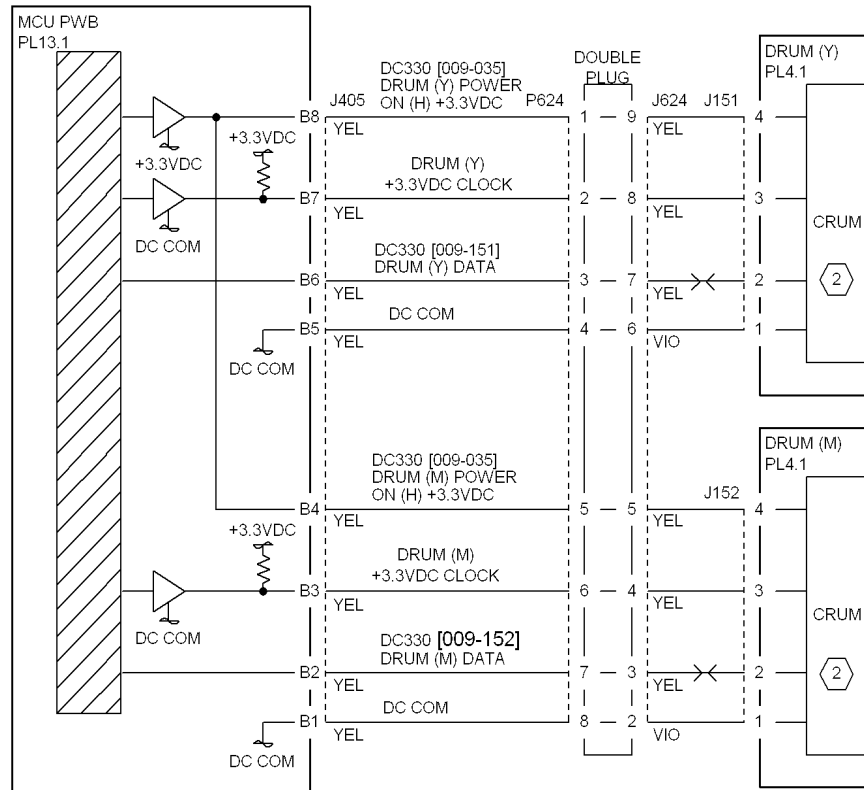 MCU PWB
PL13.1
+3.3VDC
DC COM
+3.3VDC
B8
B7
B6
B5
DC COM
J405
YEL
YEL
YEL
YEL
DC330 [009-035]
DRUM (Y) POWER
ON (H) +3.3VDC
DRUM (Y)
+3.3VDC CLOCK
DC330 [009-151]
DRUM (Y) DATA
DC COM
P624
DOUBLE
PLUG
1 9
2 8
3 7
4 6
J624 J151
YEL
YEL
YEL
VIO
4
3
2
1
DRUM (Y)
PL4.1
CRUM
2
B4
+3.3VDC
B3
DC COM
B2
B1
DC COM
YEL
YEL
YEL
YEL
DC330 [009-035]
DRUM (M) POWER
ON (H) +3.3VDC
DRUM (M)
+3.3VDC CLOCK
DC330 [009-152]
DRUM (M) DATA
DC COM
5 5
6 4
7 3
8 2
J152
YEL
YEL
YEL
VIO
4
3
2
1
DRUM (M)
PL4.1
CRUM
2